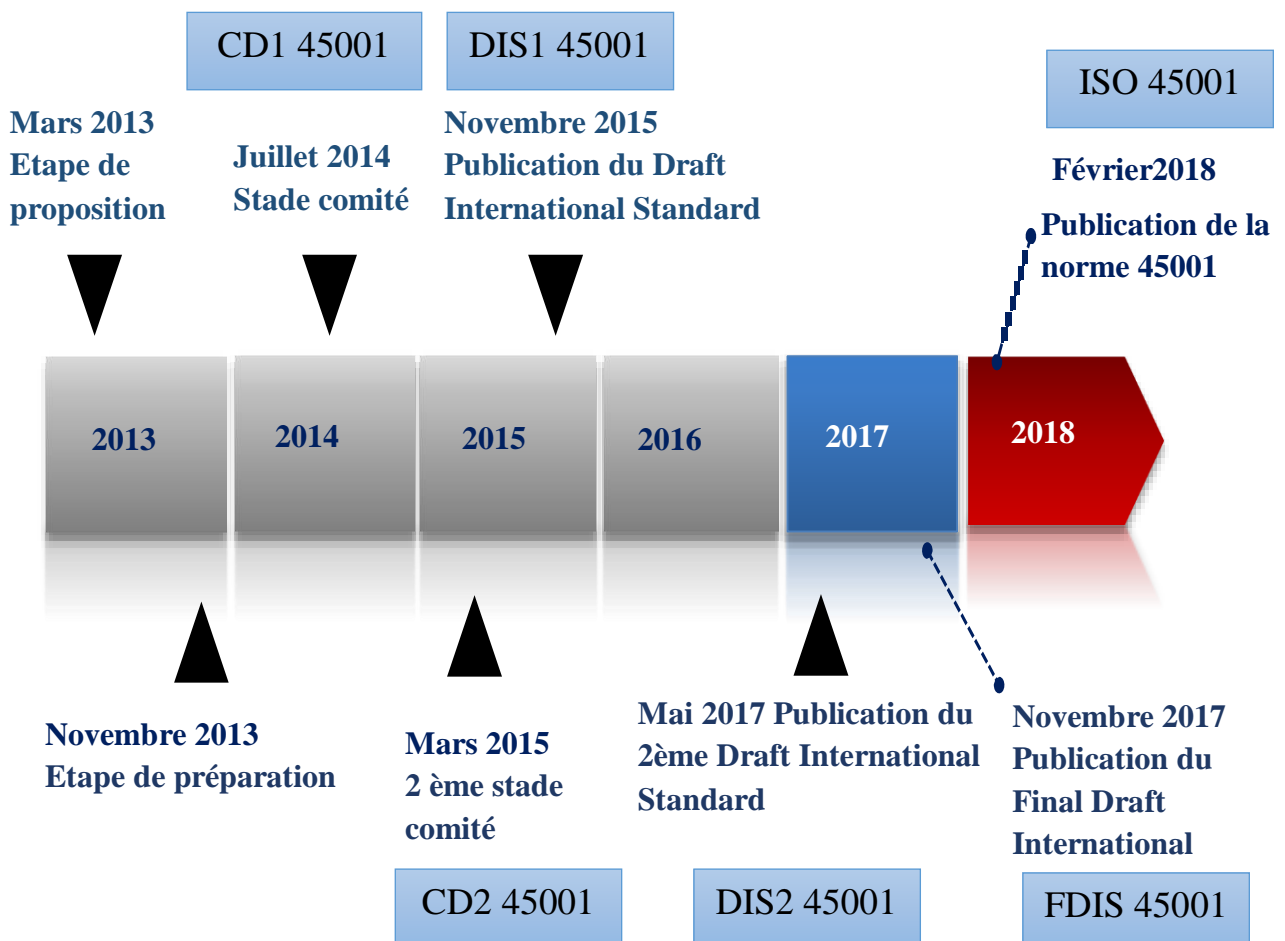 CD1 45001
DIS1 45001
ISO 45001
Mars 2013
Etape de
proposition
Juillet 2014
Stade comité
Novembre 2015
Publication du Draft
International Standard
Février2018
Publication de la
norme 45001
2013
2014
2015
2016
2017
2018
Novembre 2013
Etape de préparation
Mars 2015
2 ème stade
comité
Mai 2017 Publication du
2ème Draft International
Standard
Novembre 2017
Publication du
Final Draft
International
CD2 45001
DIS2 45001
FDIS 45001